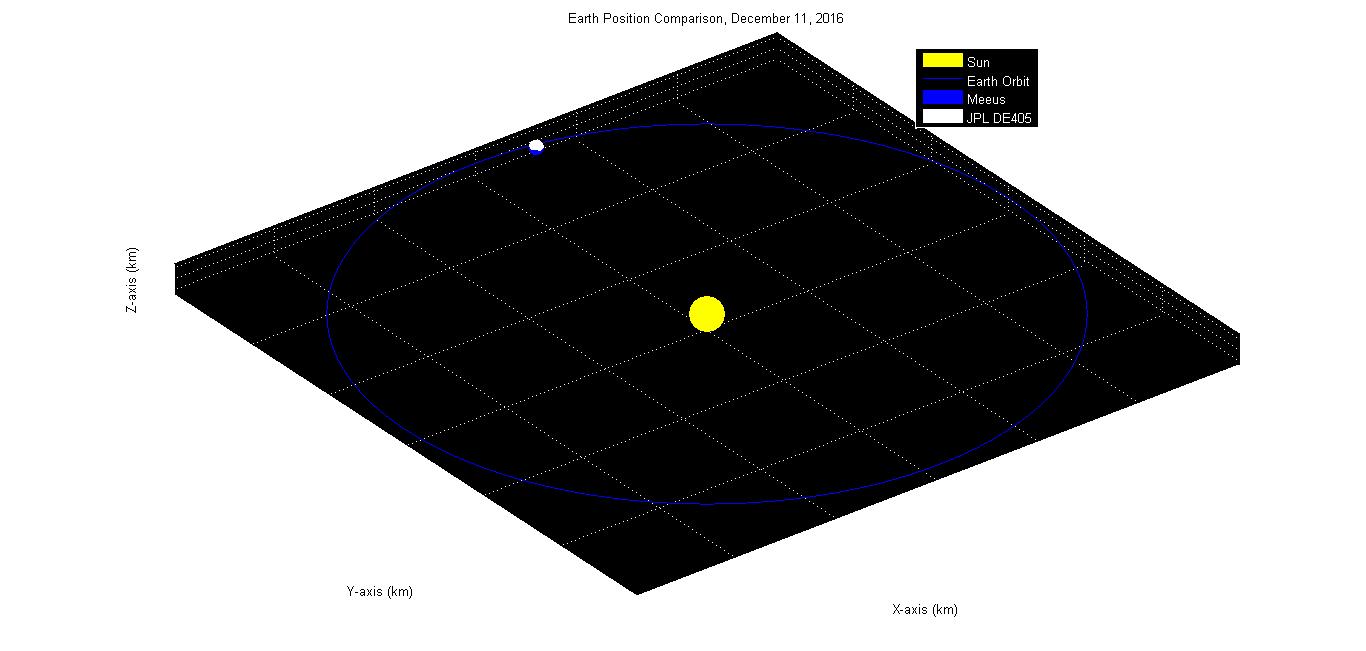 Earth Position Comparison, December 11, 2016
Sun
Earth Orbit
Meeus
JPL DE405
Z-axis (km)
Y-axis (km)
X-axis (km)